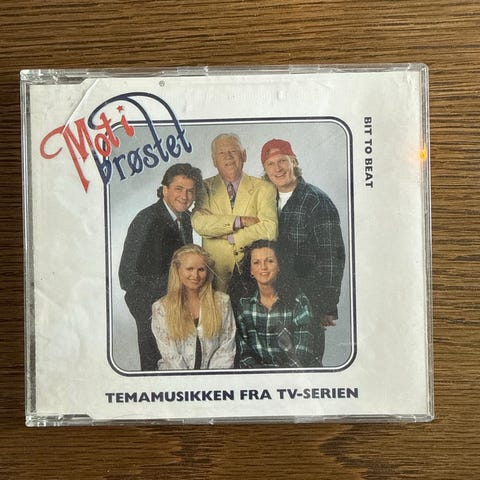 Mot i
brøstet
®
BIT TO BEAT
TEMAMUSIKKEN FRA TV-SERIEN